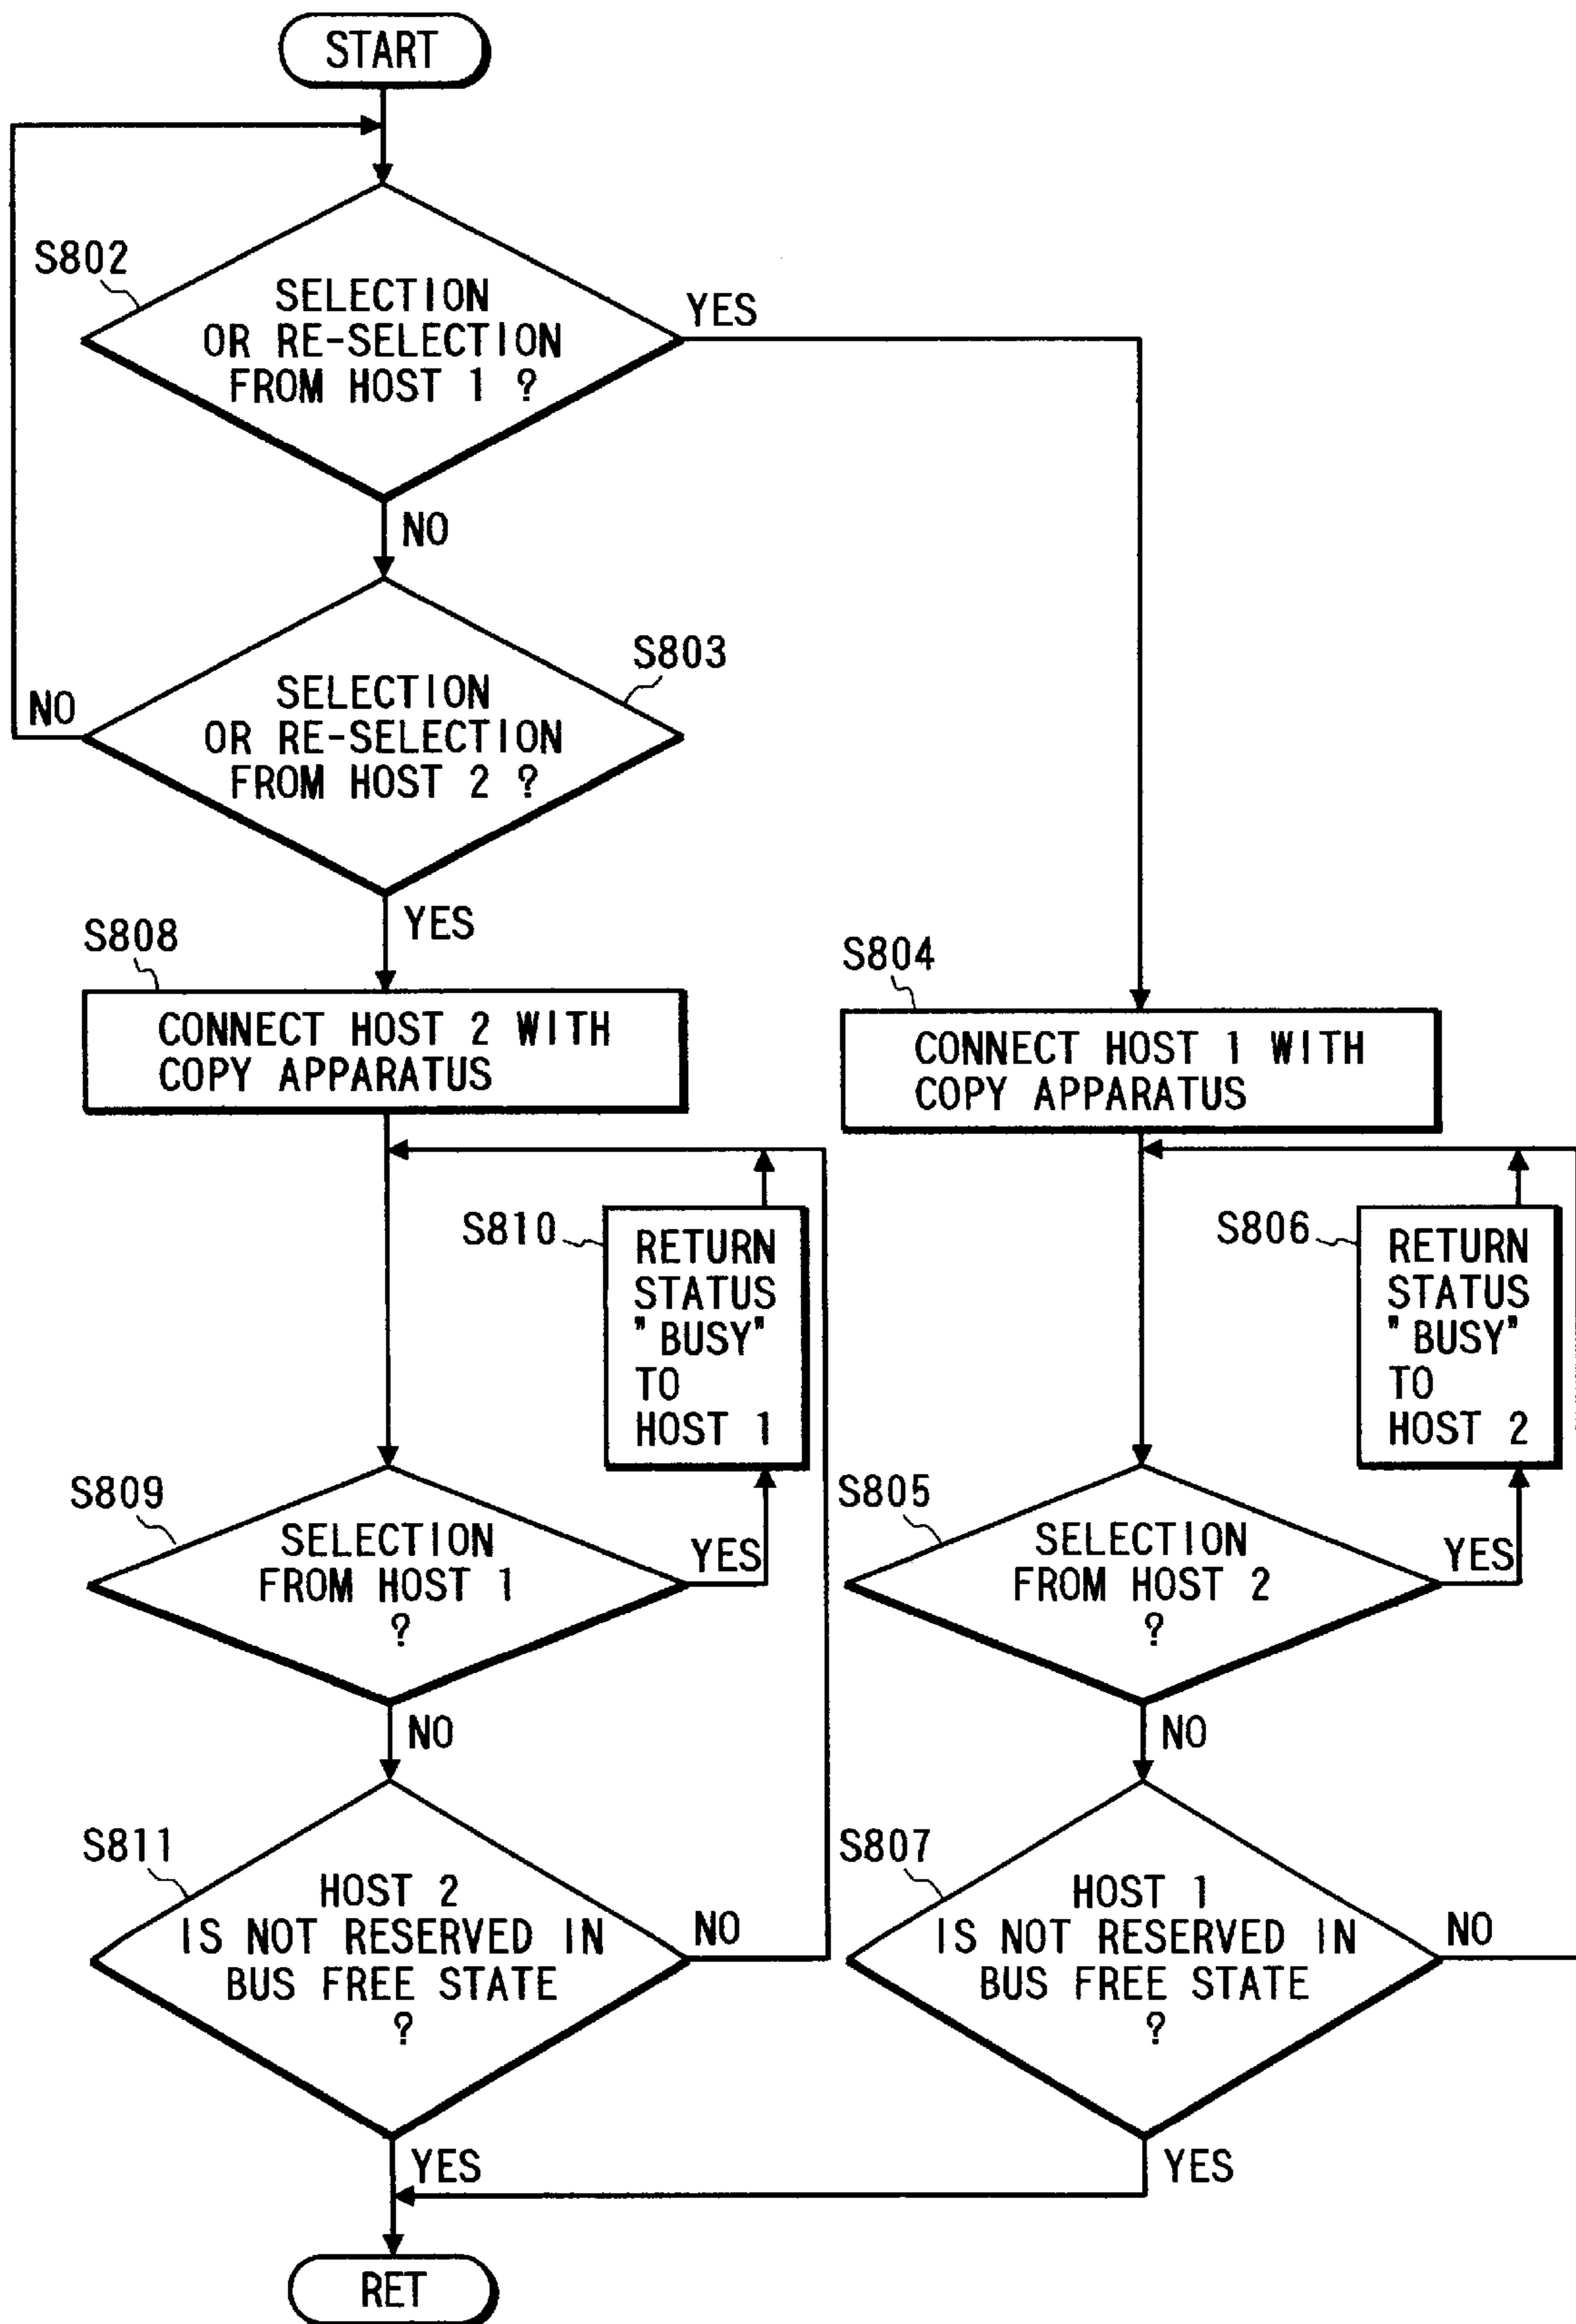 START
S802
SELECTION
OR RE-SELECTION
FROM HOST 1 ?
YES
NO
S803
SELECTION
OR RE-SELECTION
FROM HOST 2 ?
NO
YES
S808
CONNECT HOST 2 WITH
COPY APPARATUS
S804
CONNECT HOST 1 WITH
COPY APPARATUS
S810
RETURN
STATUS
"BUSY"
TO
HOST 1
S806
RETURN
STATUS
"BUSY"
TO
HOST 2
S809
SELECTION
FROM HOST 1
?
YES
NO
S805
SELECTION
FROM HOST 2
?
YES
NO
S811
HOST 2
IS NOT RESERVED IN
BUS FREE STATE
?
NO
YES
S807
HOST 1
IS NOT RESERVED IN
BUS FREE STATE
?
NO
YES
RET